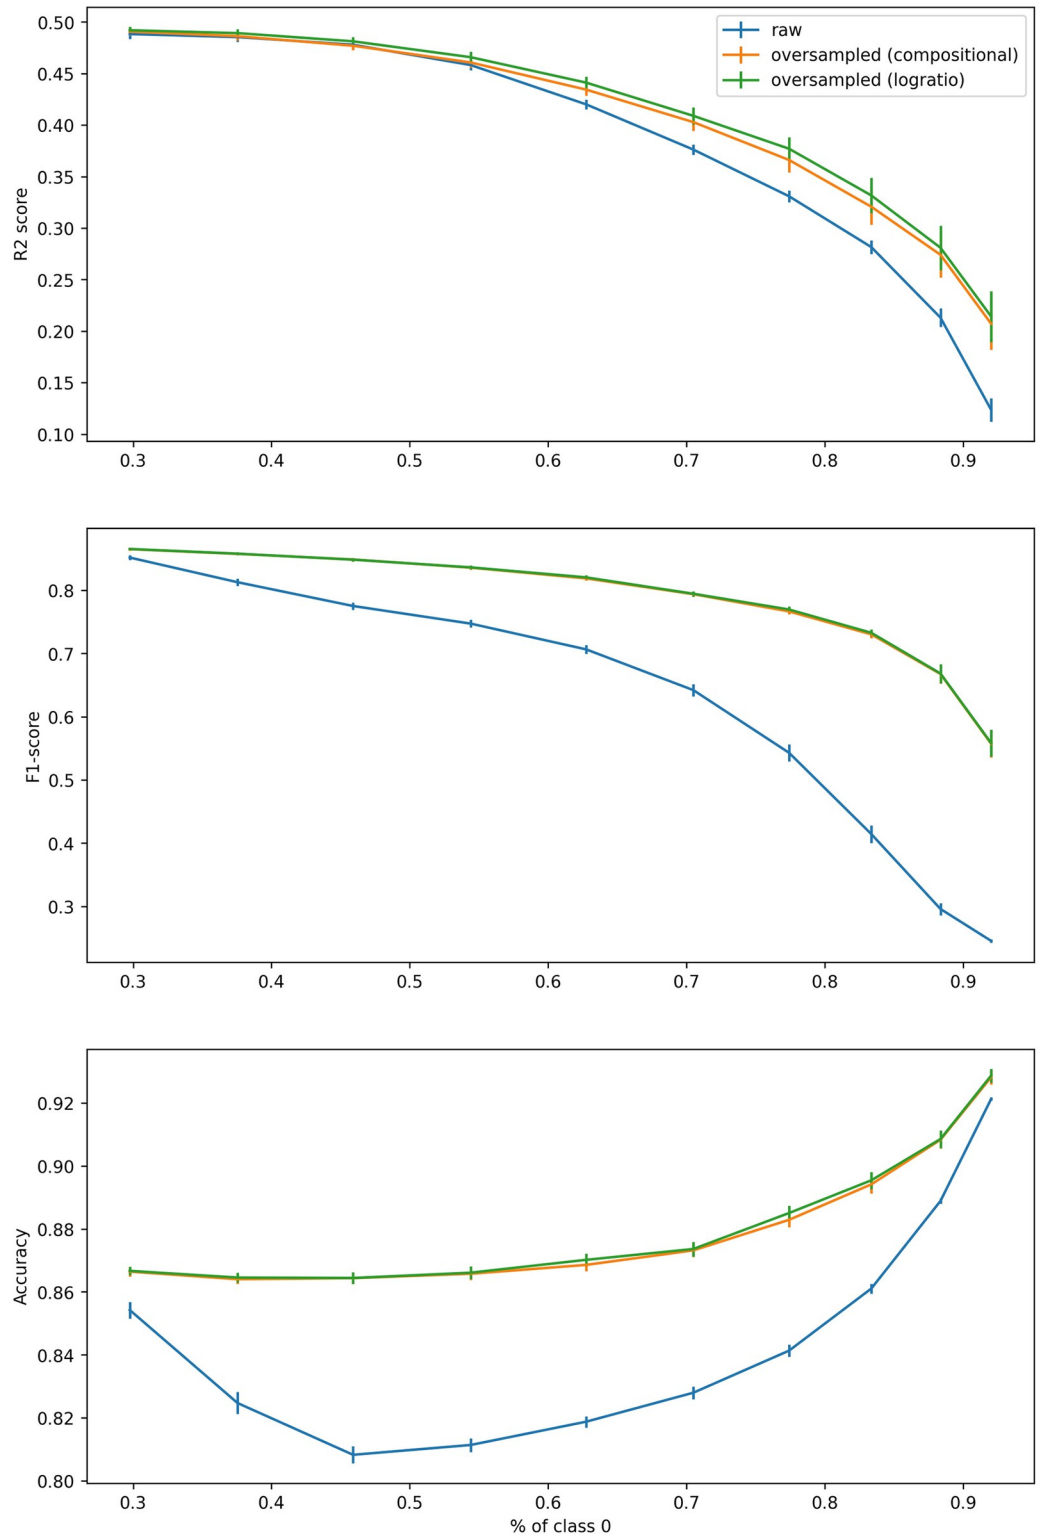 0.50
0.45
0.40
0.35
0.30
0.25
0.20
0.15
0.10
R2 score
raw
oversampled (compositional)
oversampled (logratio)
0.3 0.4 0.5 0.6 0.7 0.8 0.9
0.8
0.7
0.6
0.5
0.4
0.3
F1-score
0.3 0.4 0.5 0.6 0.7 0.8 0.9
0.92
0.90
0.88
0.86
0.84
0.82
0.80
Accuracy
0.3 0.4 0.5 0.6 0.7 0.8 0.9
% of class 0